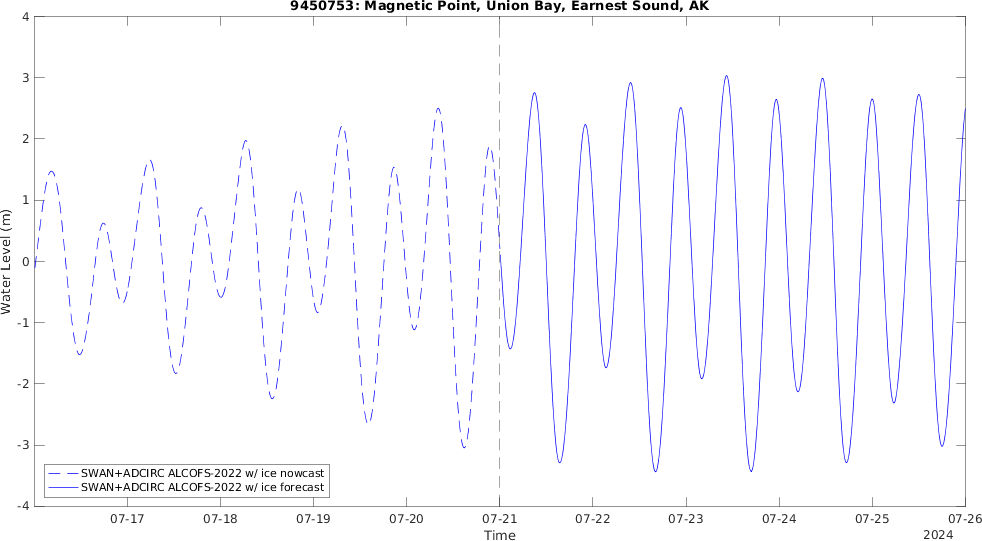 9450753: Magnetic Point, Union Bay, Earnest Sound, AK
4
3
2
1
0
-1
-2
-3
-4
Water Level (m)
SWAN+ADCIRC ALCOFS-2022 w/ ice nowcast
SWAN+ADCIRC ALCOFS-2022 w/ ice forecast
07-17 07-18 07-19 07-20 07-21 07-22 07-23 07-24 07-25 07-26
Time
2024